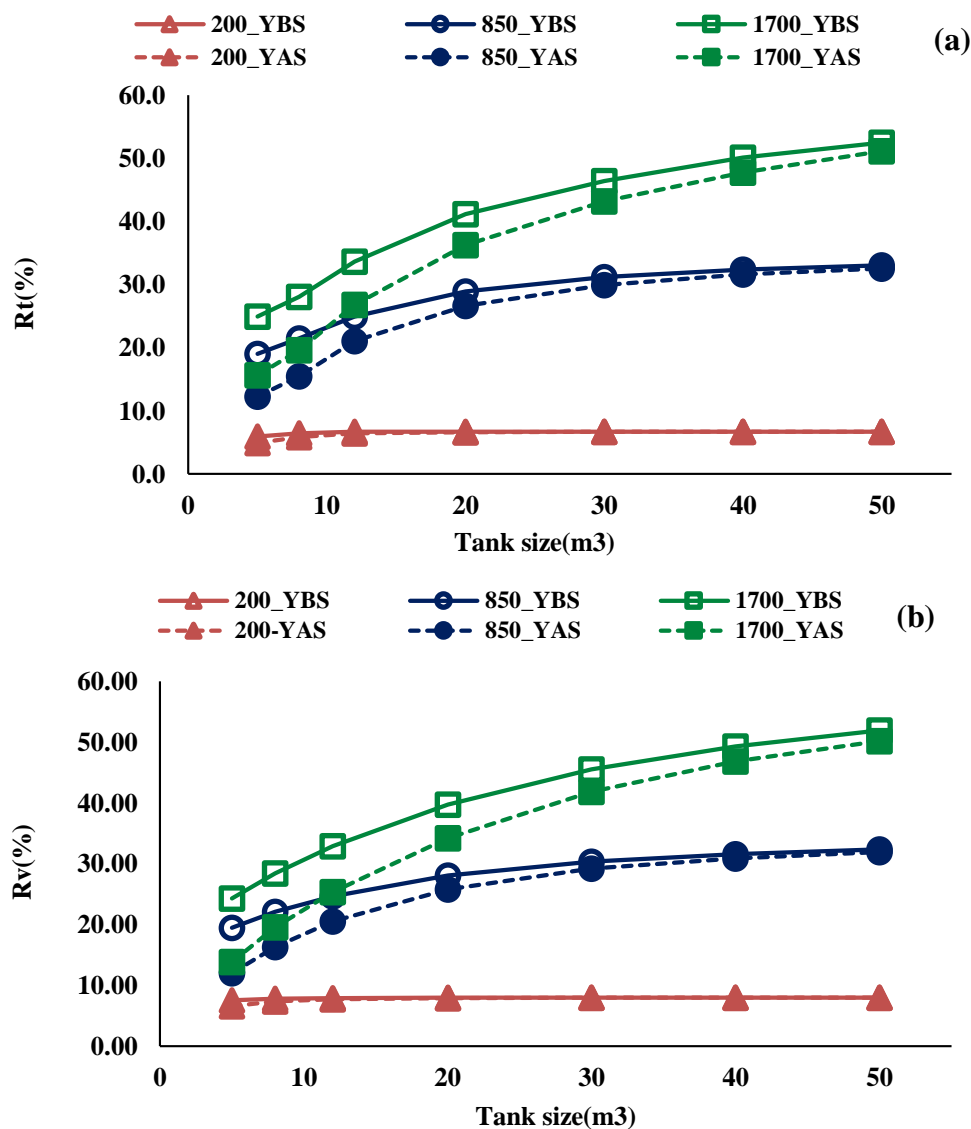 200_YBS 850_YBS 1700_YBS
200_YAS 850_YAS 1700_YAS
(a)
60.0
50.0
40.0
30.0
20.0
10.0
0.0
Rt(%)
0 10 20 30 40 50
Tank size(m3)
200_YBS 850_YBS 1700_YBS
200-YAS 850_YAS 1700_YAS
(b)
60.00
50.00
40.00
30.00
20.00
10.00
0.00
Rv(%)
0 10 20 30 40 50
Tank size(m3)